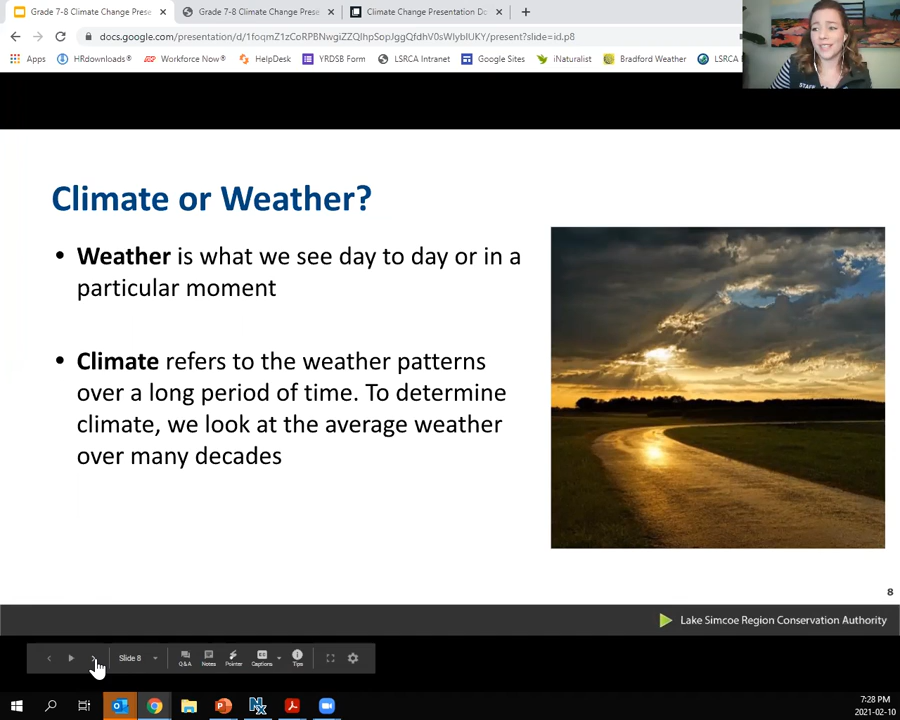 Grade 7-8 Climate Change Prese
Grade 7-8 Climate Change Prese
Climate Change Presentation Do
docs.google.com/presentation/d/1foqmZ1zCoRPBNwgiZZQlhpSopJggQfdhV0sWlyblUKY/present?slide=id.p8
Apps HRdownloads® Workforce Now® HelpDesk YRDSB Form LSRCA Intranet Google Sites iNaturalist Bradford Weather LSRCA
STAFF
Climate or Weather?
• Weather is what we see day to day or in a
particular moment
• Climate refers to the weather patterns
over a long period of time. To determine
climate, we look at the average weather
over many decades
8
Lake Simcoe Region Conservation Authority
Slide 8 Q&A Notes Pointer Captions Tips
7:28 PM
2021-02-10